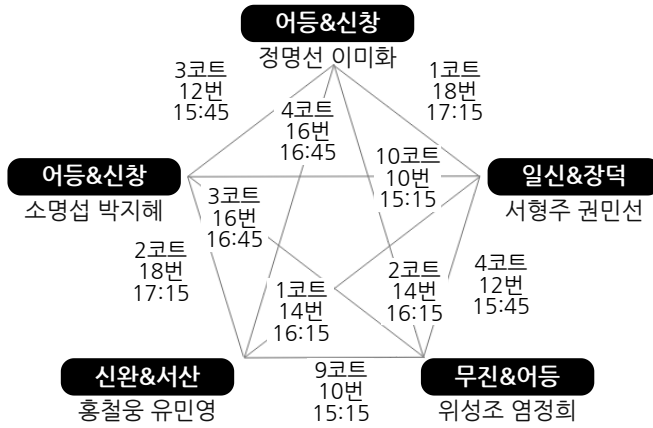 어등&신창
정명선 이미화
3코트
12번
15:45
1코트
18번
17:15
4코트
16번
16:45
10코트
10번
15:15
어등&신창
소명섭 박지혜
일신&장덕
서형주 권민선
3코트
16번
16:45
2코트
18번
17:15
1코트
14번
16:15
2코트
14번
16:15
4코트
12번
15:45
신완&서산
홍철웅 유민영
9코트
10번
15:15
무진&어등
위성조 염정희